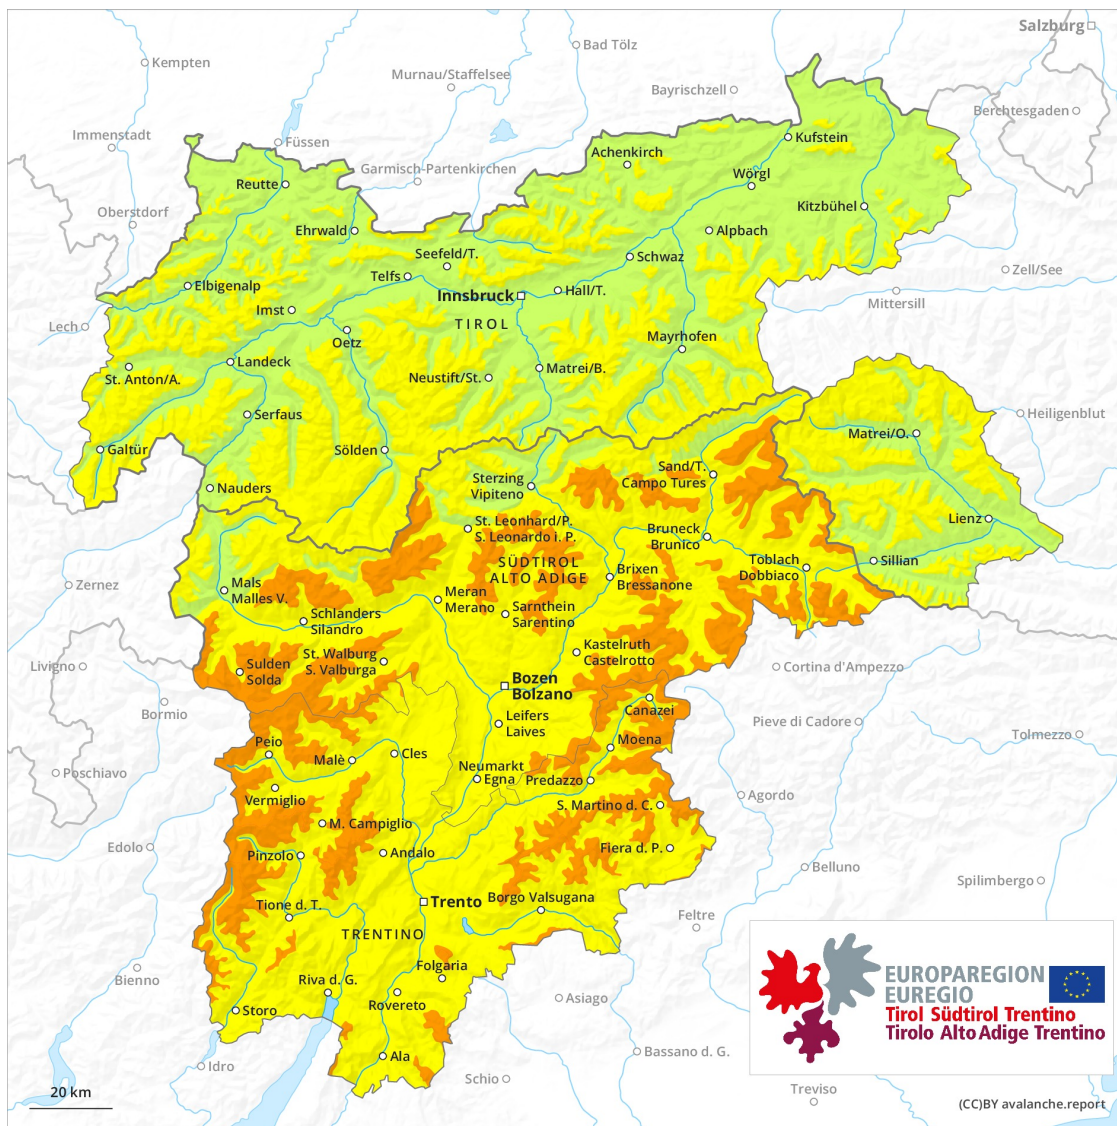 Salzburg
Bad Tölz
Kempten
Murnau/Staffelsee
Bayrischzell
Berchtesgaden
Immenstadt
Füssen
Kufstein
Achenkirch
Garmisch-Partenkirchen
Wörgl
Reutte
Oberstdorf
Kitzbühel
Ehrwald
Alpbach
Seefeld/T.
Schwaz
Telfs
Zell/See
Elbigenalp
Innsbruck
Hall/T.
Mittersill
Imst
TIROL
Lech
Oetz
Mayrhofen
Landeck
Matrei/B.
St. Anton/A.
Neustift/St.
Serfaus
Heiligenblut
Matrei/O.
Galtür
Sölden
Sand/T.
Campo Tures
Sterzing
Vipiteno
Nauders
Lienz
St. Leonhard/P.
S. Leonardo i. P.
Bruneck
Brunico
SÜDTIROL
ALTO ADIGE
Toblach
Dobbiaco
Sillian
Brixen
Bressanone
Zernez
Mals
Malles V.
Meran
Merano
Sarnthein
Sarentino
Schlanders
Silandro
Kastelruth
Castelrotto
St. Walburg
S. Valburga
Livigno
Sulden
Solda
Cortina d'Ampezzo
Bozen
Bolzano
Bormio
Canazei
Leifers
Laives
Pieve di Cadore
Tolmezzo
Peio
Moena
Cles
Malè
Poschiavo
Neumarkt
Egna
Predazzo
Agordo
Vermiglio
S. Martino d. C.
M. Campiglio
Edolo
Fiera d. P.
Andalo
Pinzolo
Belluno
Spilimbergo
Borgo Valsugana
Trento
Tione d. T.
Feltre
TRENTINO
Folgaria
Bienno
Riva d. G.
Rovereto
Asiago
Storo
EUROPAREGION
EUREGIO
Tirol Südtirol Trentino
Tirolo Alto Adige Trentino
Ala
Bassano d. G.
Idro
Schio
Treviso
20 km
(CC)BY avalanche.report